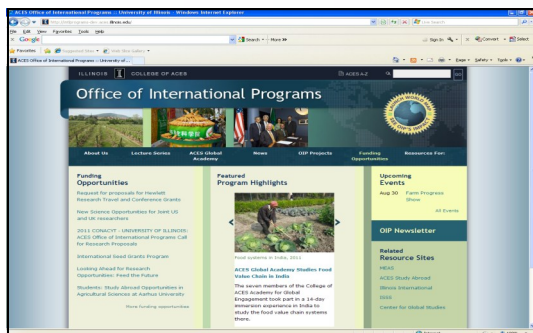 ACES Office of International Programs :: University of Illinois - Windows Internet Explorer
Live Search
File Edit View Favorites Tools Help
Google
Search More >>
Sign In
Convert Select
Favorites Suggested Sites Web Slice Gallery
ACES Office of International Programs :: University of...
Page Safety Tools
ILLINOIS I COLLEGE OF ACES
ACES A-Z
Office of International Programs
About Us
Lecture Series
ACES Global Academy
News
OIP Projects
Funding Opportunities
Resources For:
Funding
Opportunities
Request for proposals for Hewlett
Research Travel and Conference Grants
New Science Opportunities for Joint US
and UK researchers
2011 CONACYT - UNIVERSITY OF ILLINOIS:
ACES Office of International Programs Call
for Research Proposals
International Seed Grants Program
Looking Ahead for Research
Opportunities: Feed the Future
Students: Study Abroad Opportunities in
Agricultural Sciences at Aarhus University
More funding opportunities
Featured
Program Highlights
Food systems in India, 2011
ACES Global Academy Studies Food
Value Chain in India
The seven members of the College of
ACES Academy for Global
Engagement took part in a 14-day
immersion experience in India to
study the food value chain systems
there.
Upcoming
Events
Aug 30 Farm Progress
Show
All Events
OIP Newsletter
Related
Resource Sites
MEAS
ACES Study Abroad
Illinois International
Center for Global Studies